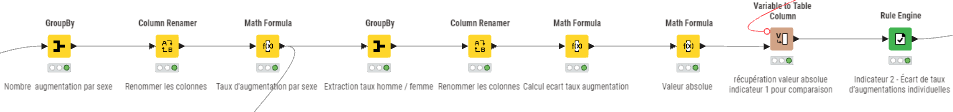 GroupBy
Nombre augmentation par sexe
Column Renamer
Renommer les colonnes
Math Formula
f(x)
Taux d'augmentation par sexe
GroupBy
Extraction taux homme / femme
Column Renamer
Renommer les colonnes
Math Formula
f(x)
Calcul ecart taux augmentation
Math Formula
f(x)
Valeur absolue
Variable to Table
Column
récupération valeur absolue
indicateur 1 pour comparaison
Rule Engine
Indicateur 2 - Écart de taux
d'augmentations individuelles